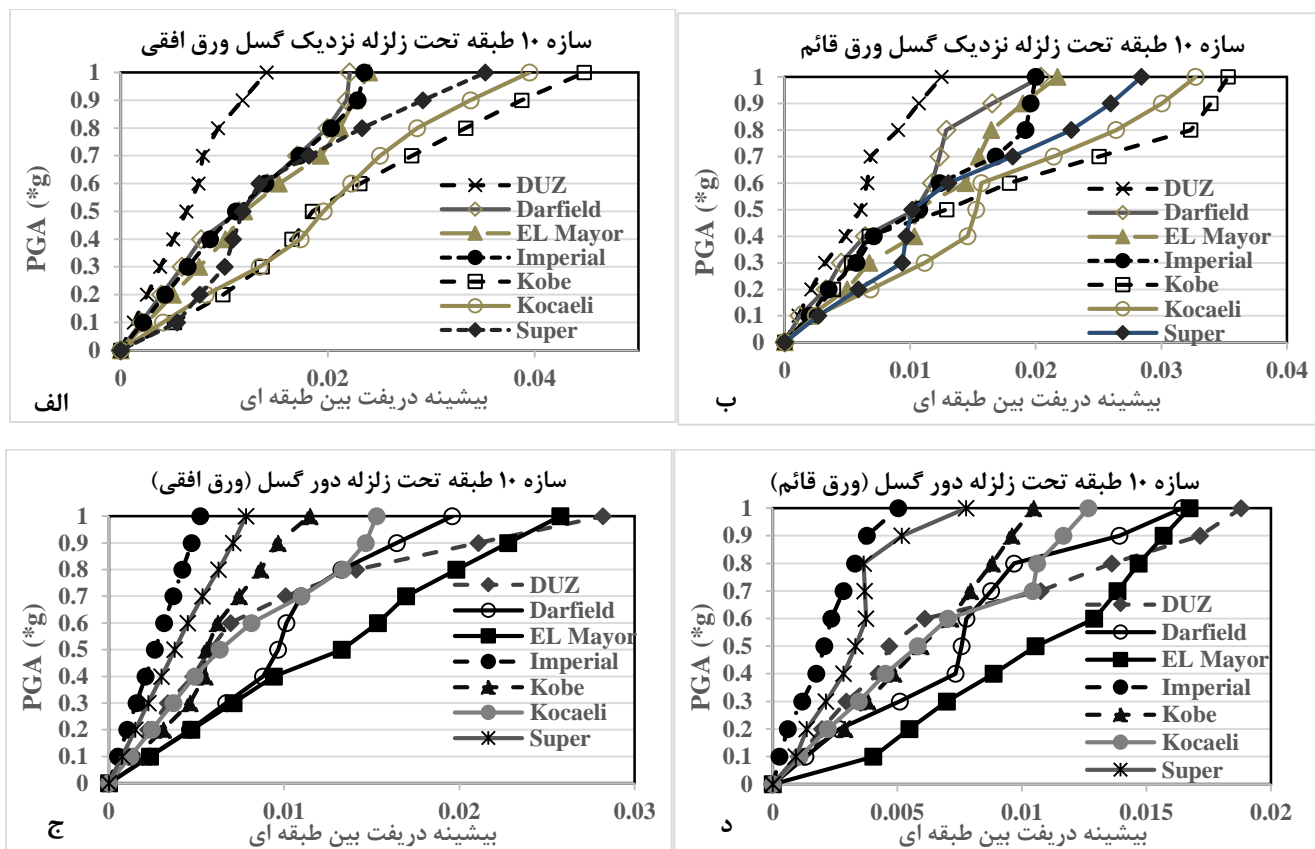 سازه ۱۰ طبقه تحت زلزله نزدیک گسل ورق افقی
PGA (*g)
1
0.9
0.8
0.7
0.6
0.5
0.4
0.3
0.2
0.1
0
DUZ
Darfield
EL Mayor
Imperial
Kobe
Kocaeli
Super
0 0.02 0.04
بیشینه دریفت بین طبقه ای
الف
سازه ۱۰ طبقه تحت زلزله نزدیک گسل ورق قائم
PGA (*g)
1
0.9
0.8
0.7
0.6
0.5
0.4
0.3
0.2
0.1
0
DUZ
Darfield
EL Mayor
Imperial
Kobe
Kocaeli
Super
0 0.01 0.02 0.03 0.04
بیشینه دریفت بین طبقه ای
ب
سازه ۱۰ طبقه تحت زلزله دور گسل (ورق افقی)
PGA (*g)
1
0.9
0.8
0.7
0.6
0.5
0.4
0.3
0.2
0.1
0
DUZ
Darfield
EL Mayor
Imperial
Kobe
Kocaeli
Super
0 0.01 0.02 0.03
بیشینه دریفت بین طبقه ای
ج
سازه ۱۰ طبقه تحت زلزله دور گسل (ورق قائم)
PGA (*g)
1
0.9
0.8
0.7
0.6
0.5
0.4
0.3
0.2
0.1
0
DUZ
Darfield
EL Mayor
Imperial
Kobe
Kocaeli
Super
0 0.005 0.01 0.015 0.02
بیشینه دریفت بین طبقه ای
د